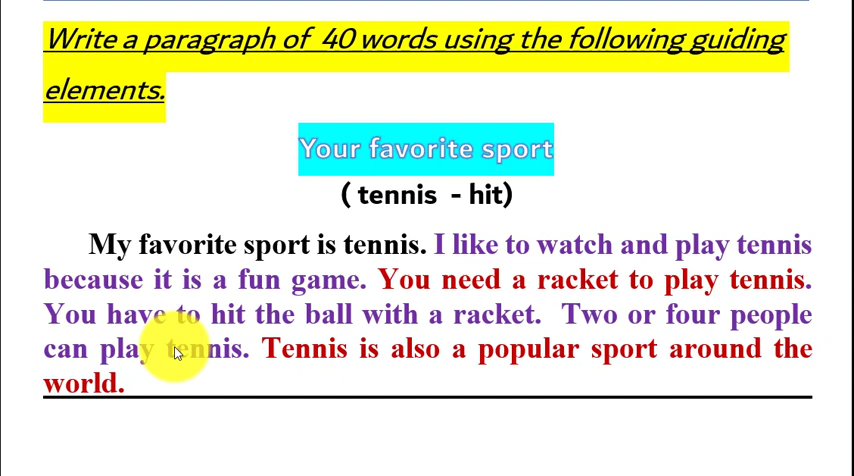 Write a paragraph of 40 words using the following guiding
elements.
Your favorite sport
( tennis - hit)
My favorite sport is tennis. I like to watch and play tennis
because it is a fun game. You need a racket to play tennis.
You have to hit the ball with a racket. Two or four people
can play tennis. Tennis is also a popular sport around the
world.